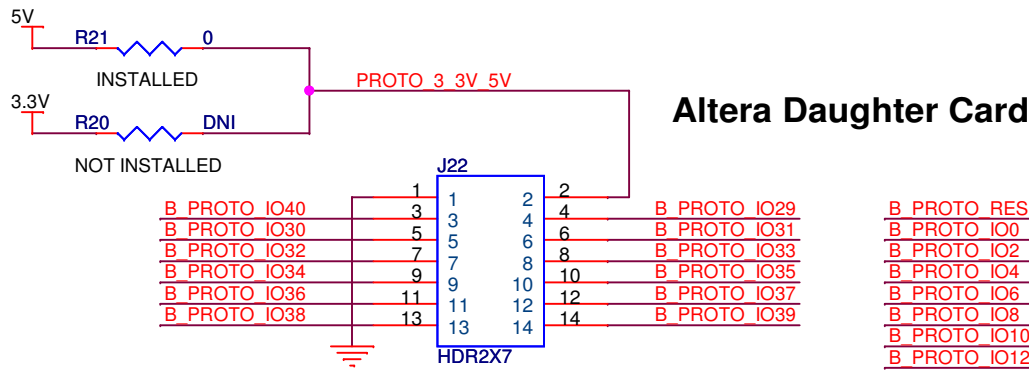 5V
R21 0
INSTALLED
PROTO_3_3V_5V
3.3V
R20 DNI
NOT INSTALLED
Altera Daughter Card
J22
1 1 2 2
B_PROTO_IO40 3 3 4 4 B_PROTO_IO29
B_PROTO_IO30 5 5 6 6 B_PROTO_IO31
B_PROTO_IO32 7 7 8 8 B_PROTO_IO33
B_PROTO_IO34 9 9 10 10 B_PROTO_IO35
B_PROTO_IO36 11 11 12 12 B_PROTO_IO37
B_PROTO_IO38 13 13 14 14 B_PROTO_IO39
HDR2X7
B_PROTO_RES
B_PROTO_IO0
B_PROTO_IO2
B_PROTO_IO4
B_PROTO_IO6
B_PROTO_IO8
B_PROTO_IO10
B_PROTO_IO12